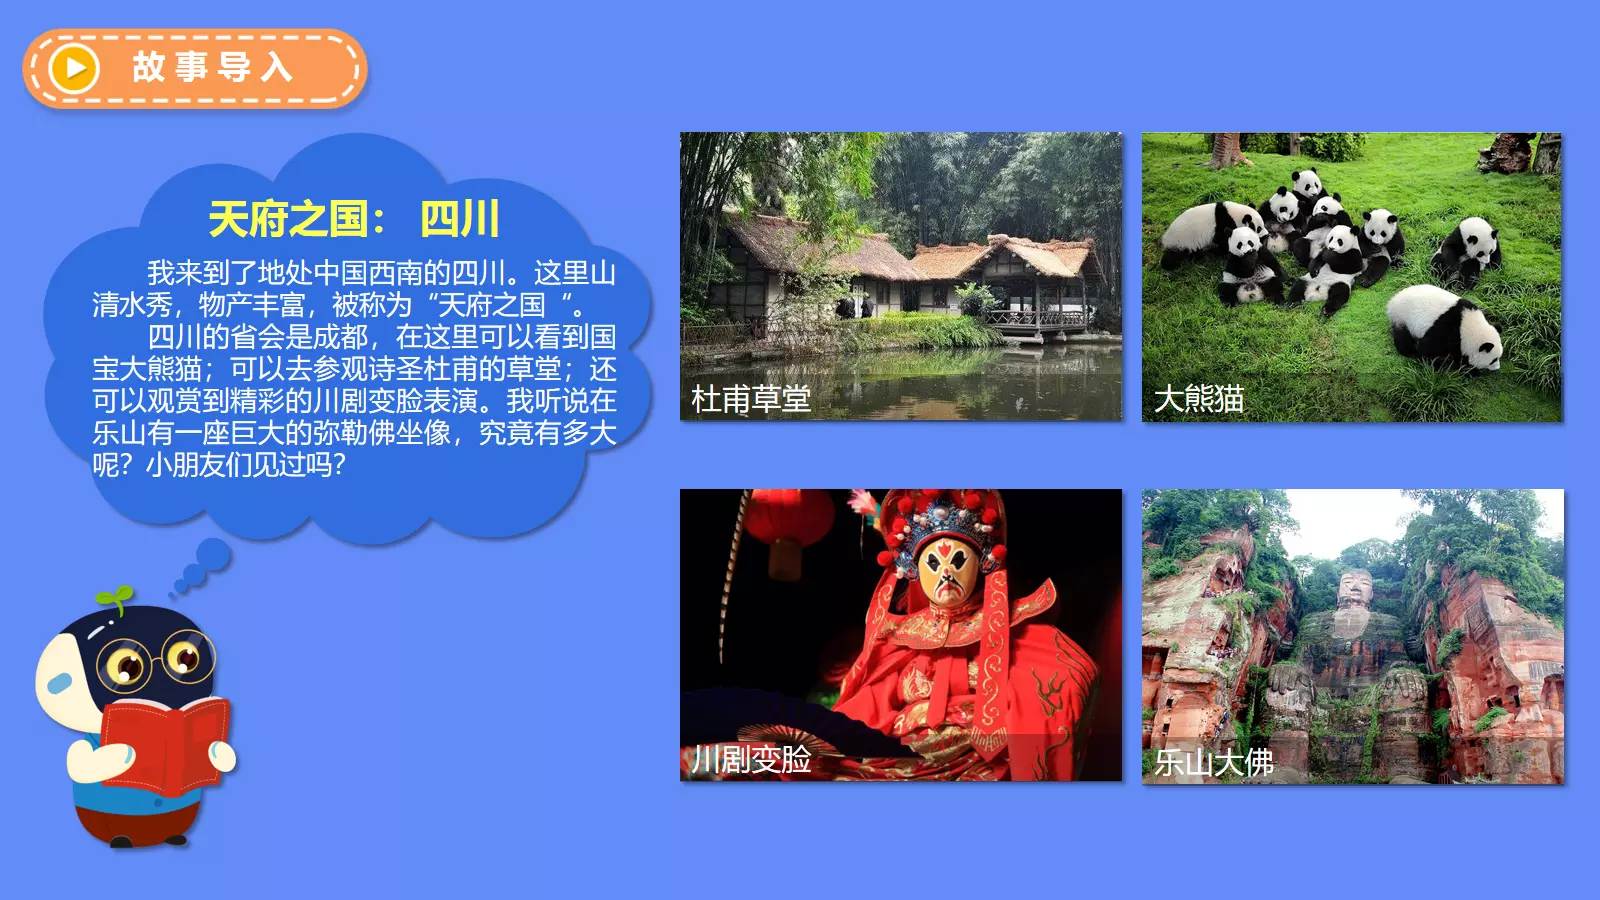 故事导入
天府之国： 四川
我来到了地处中国西南的四川。这里山
清水秀，物产丰富，被称为“天府之国“。
四川的省会是成都，在这里可以看到国
宝大熊猫；可以去参观诗圣杜甫的草堂；还
可以观赏到精彩的川剧变脸表演。我听说在
乐山有一座巨大的弥勒佛坐像，究竟有多大
呢？小朋友们见过吗？
杜甫草堂
大熊猫
川剧变脸
乐山大佛